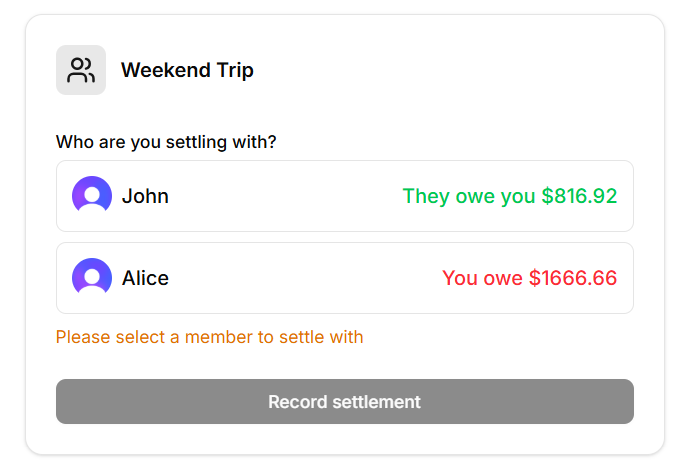 Weekend Trip
Who are you settling with?
John They owe you $816.92
Alice You owe $1666.66
Please select a member to settle with
Record settlement